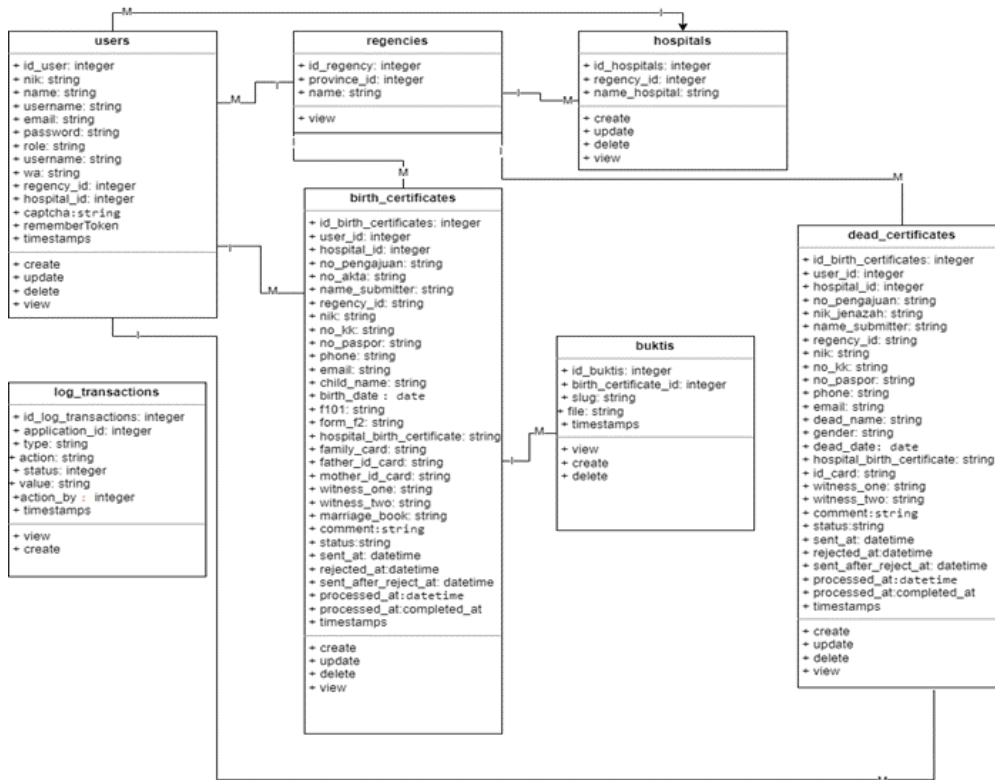 M
I
users
+ id_user: integer
+ nik: string
+ name: string
+ username: string
+ email: string
+ password: string
+ role: string
+ username: string
+ wa: string
+ regency_id: integer
+ hospital_id: integer
+ captcha:string
+ rememberToken
+ timestamps
+ create
+ update
+ delete
+ view
M
I
regencies
+ id_regency: integer
+ province_id: integer
+ name: string
+ view
I
M
hospitals
+ id_hospitals: integer
+ regency_id: integer
+ name_hospital: string
+ create
+ update
+ delete
+ view
I
M
I
M
I
M
birth_certificates
+ id_birth_certificates: integer
+ user_id: integer
+ hospital_id: integer
+ no_pengajuan: string
+ no_akta: string
+ name_submitter: string
+ regency_id: string
+ nik: string
+ no_kk: string
+ no_paspor: string
+ phone: string
+ email: string
+ child_name: string
+ birth_date : date
+ f101: string
+ form_f2: string
+ hospital_birth_certificate: string
+ family_card: string
+ father_id_card: string
+ mother_id_card: string
+ witness_one: string
+ witness_two: string
+ marriage_book: string
+ comment:string
+ status:string
+ sent_at: datetime
+ rejected_at:datetime
+ sent_after_reject_at: datetime
+ processed_at:datetime
+ processed_at:completed_at
+ timestamps
+ create
+ update
+ delete
+ view
I
M
buktis
+ id_buktis: integer
+ birth_certificate_id: integer
+ slug: string
+ file: string
+ timestamps
+ view
+ create
+ delete
dead_certificates
+ id_birth_certificates: integer
+ user_id: integer
+ hospital_id: integer
+ no_pengajuan: string
+ nik_jenazah: string
+ name_submitter: string
+ regency_id: string
+ nik: string
+ no_kk: string
+ no_paspor: string
+ phone: string
+ email: string
+ dead_name: string
+ gender: string
+ dead_date: date
+ hospital_birth_certificate: string
+ id_card: string
+ witness_one: string
+ witness_two: string
+ comment:string
+ status:string
+ sent_at: datetime
+ rejected_at:datetime
+ sent_after_reject_at: datetime
+ processed_at:datetime
+ processed_at:completed_at
+ timestamps
+ create
+ update
+ delete
+ view
I
M
log_transactions
+ id_log_transactions: integer
+ application_id: integer
+ type: string
+ action: string
+ status: integer
+ value: string
+action_by : integer
+ timestamps
+ view
+ create